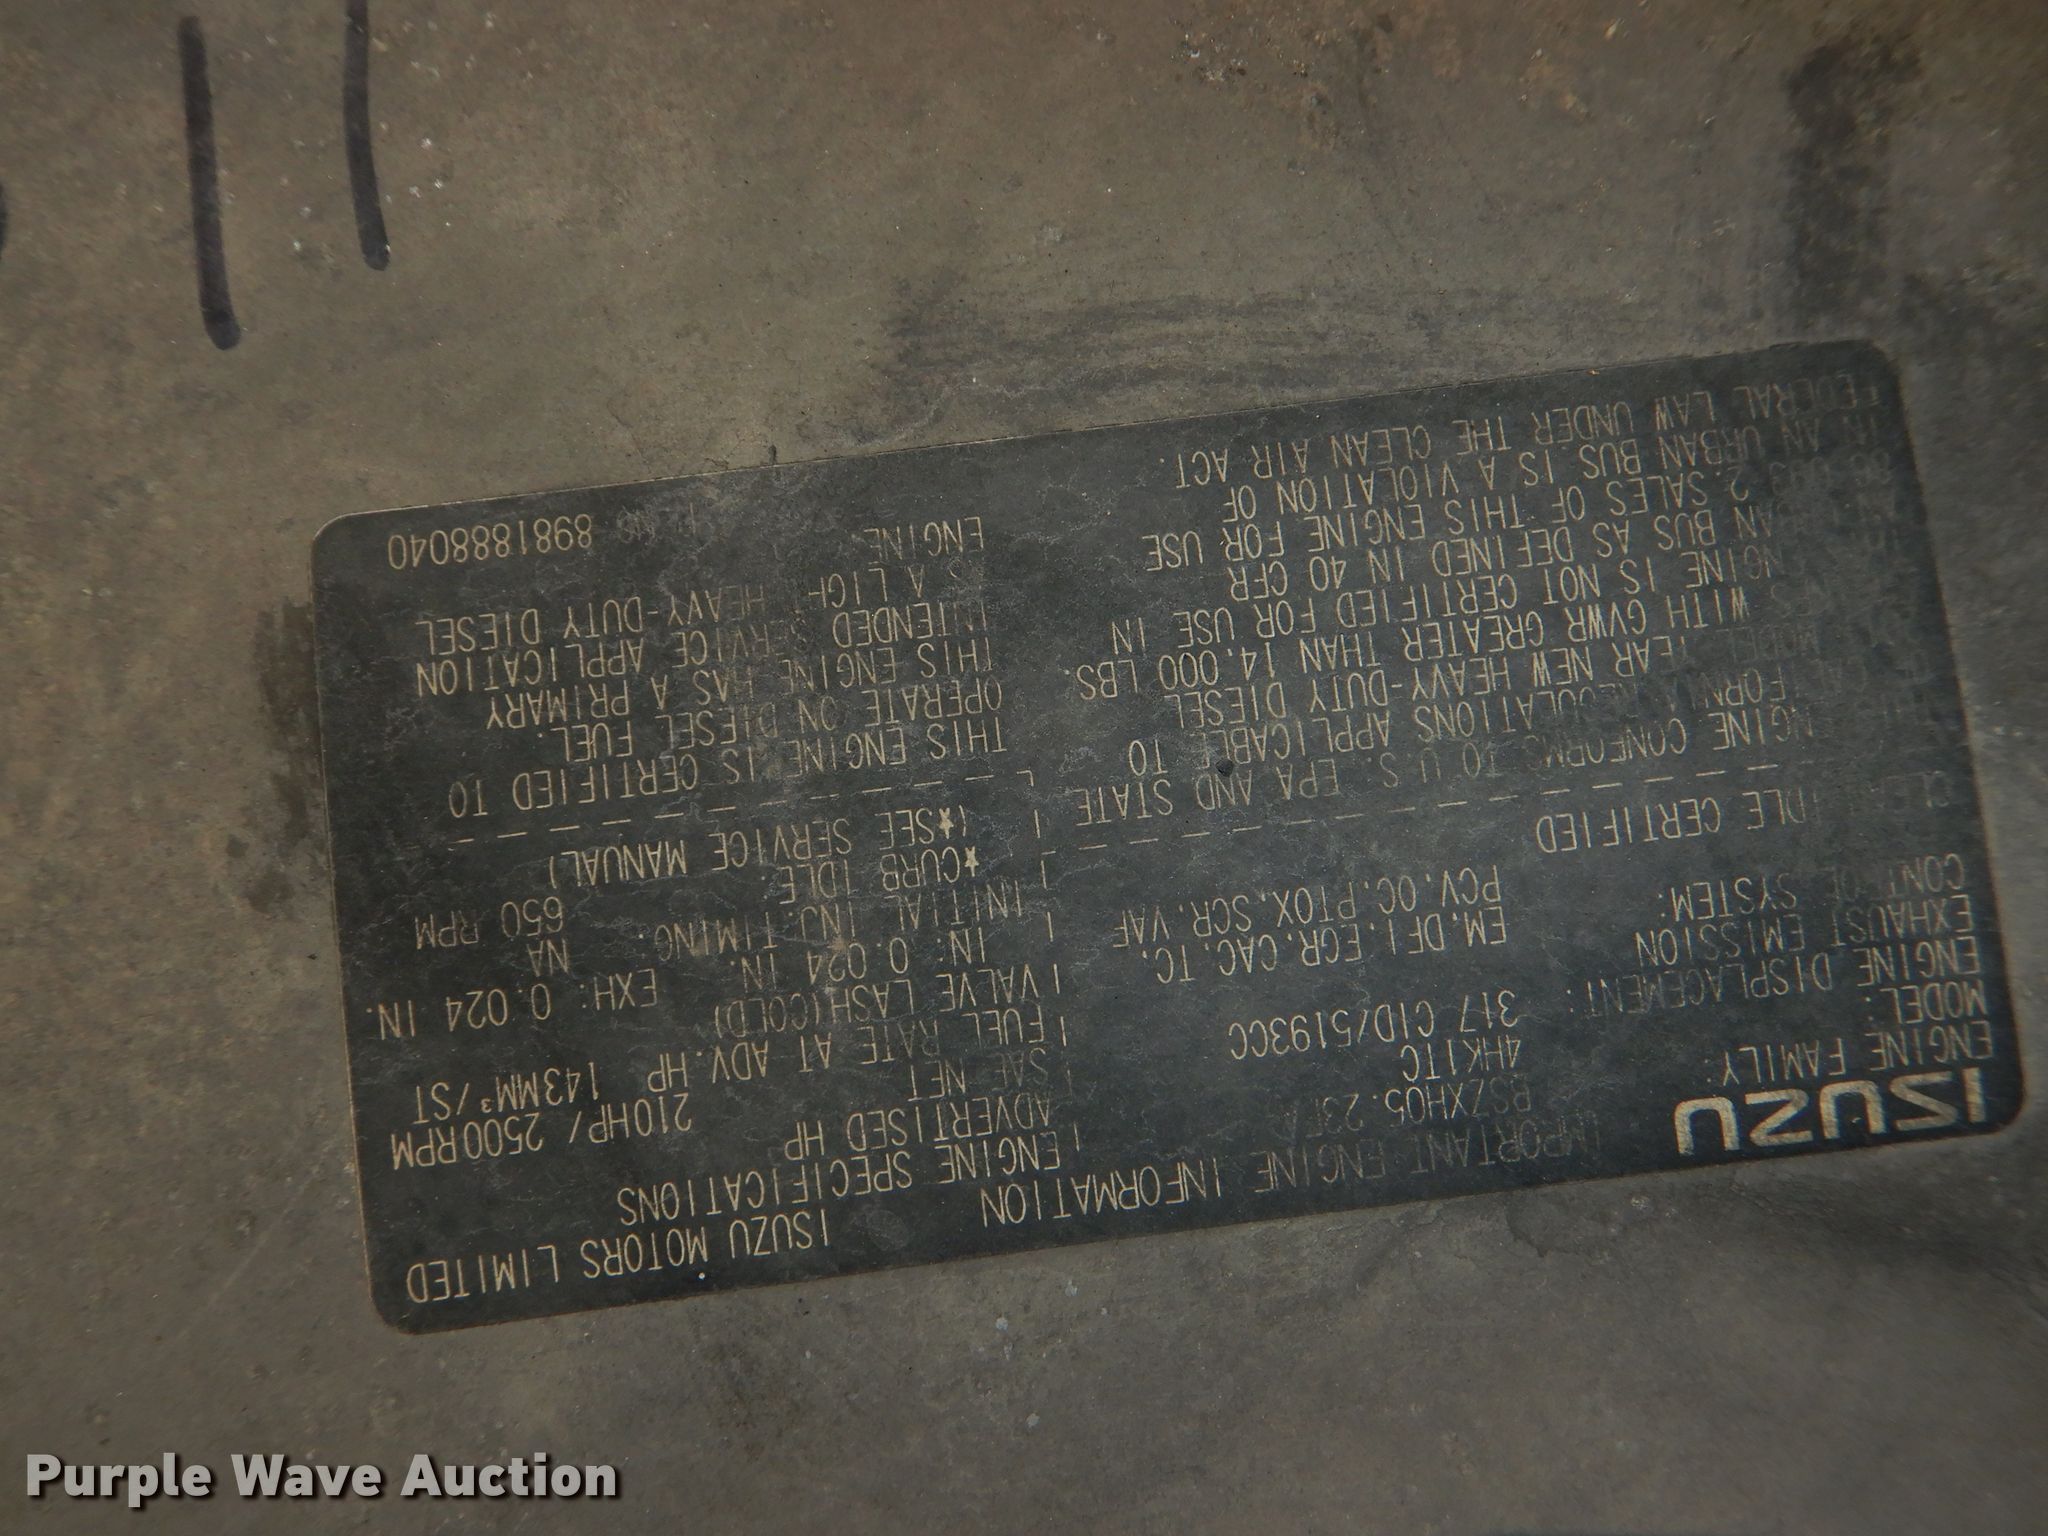 ISUZU
IMPORTANT ENGINE INFORMATION
ISUZU MOTORS LIMITED
ENGINE FAMILY:
MODEL: 4HK1TC
ENGINE DISPLACEMENT: 317 CID/5193CC
EXHAUST EMISSION EM, DFI, EGR, CAC, TC,
CONTROL SYSTEM: PCV, OC, PTOX, SCR, VAF
IDLE CERTIFIED
ENGINE CONFORMS TO U.S. EPA AND STATE
REGULATIONS APPLICABLE TO
MODEL YEAR NEW HEAVY-DUTY DIESEL
WITH GVWR GREATER THAN 14,000 LBS.
ENGINE IS NOT CERTIFIED FOR USE IN
BUS AS DEFINED IN 40 CFR
2. SALES OF THIS ENGINE FOR USE
IN AN URBAN BUS IS A VIOLATION OF
FEDERAL LAW UNDER THE CLEAN AIR ACT.
ENGINE SPECIFICATIONS
ADVERTISED HP 210HP/ 2500RPM
SAE NET
FUEL RATE AT ADV. HP 143MM³/ST
VALVE LASH(COLD)
IN: 0.024 IN. EXH: 0.024 IN.
INITIAL INJ. TIMING: NA
*CURB IDLE: 650 RPM
(*SEE SERVICE MANUAL)
THIS ENGINE IS CERTIFIED TO
OPERATE ON DIESEL FUEL.
THIS ENGINE HAS A PRIMARY
INTENDED SERVICE APPLICATION
AS A LIGHT HEAVY-DUTY DIESEL
ENGINE
8981888040
Purple Wave Auction